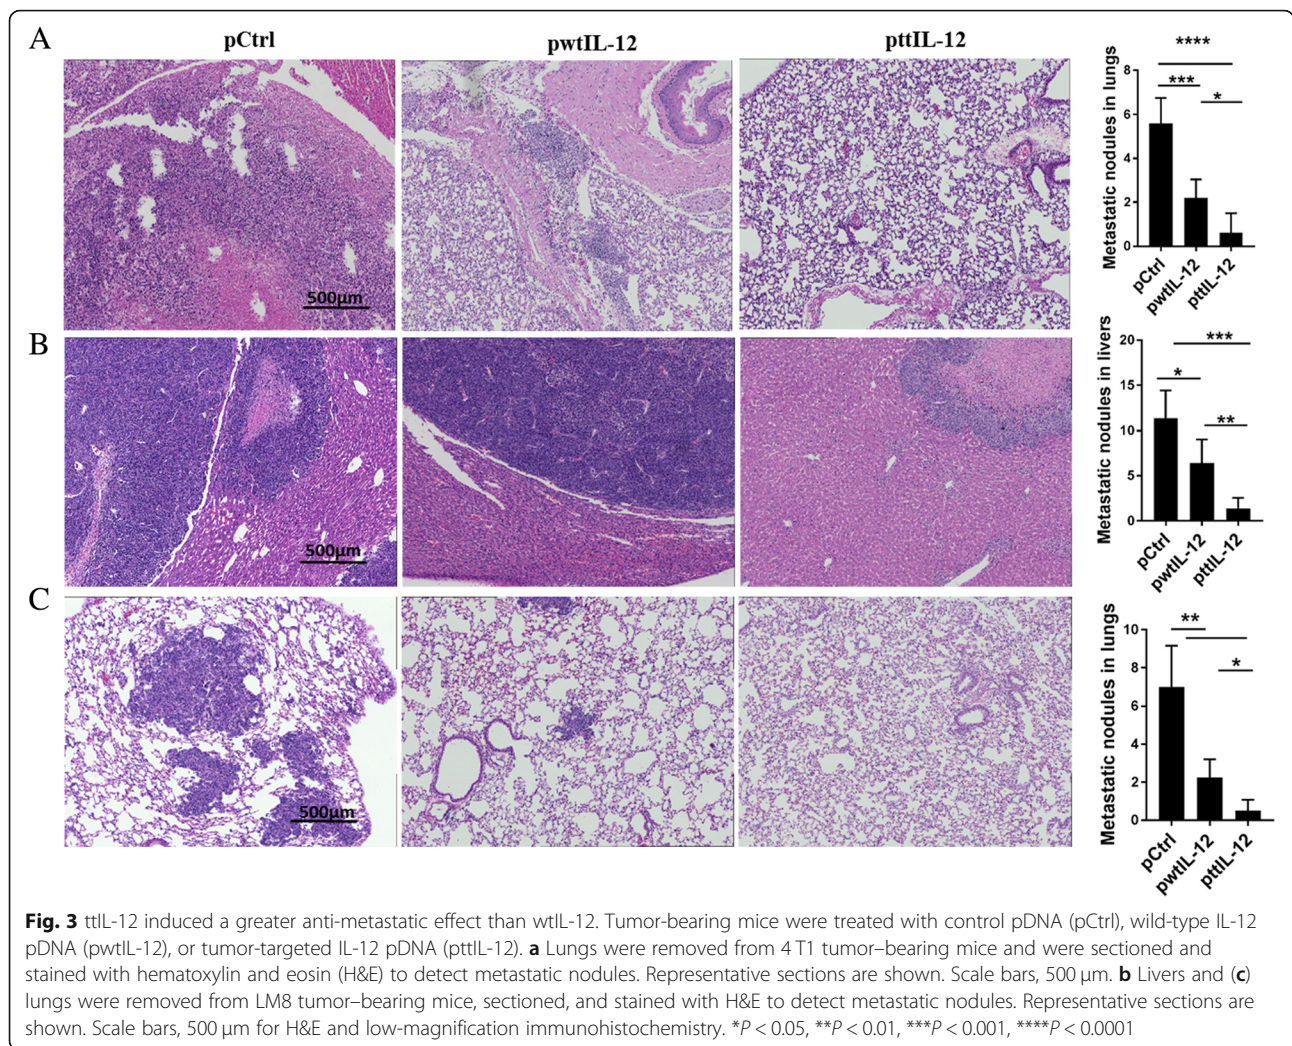 A
pCtrl
pwtIL-12
pttIL-12
500μm
Metastatic nodules in lungs
8
6
4
2
0
****
***
*
pCtrl
pwtIL-12
pttIL-12
B
500μm
Metastatic nodules in livers
20
15
10
5
0
***
*
**
pCtrl
pwtIL-12
pttIL-12
C
500μm
Metastatic nodules in lungs
10
8
6
4
2
0
**
*
pCtrl
pwtIL-12
pttIL-12
Fig. 3 ttIL-12 induced a greater anti-metastatic effect than wtIL-12. Tumor-bearing mice were treated with control pDNA (pCtrl), wild-type IL-12
pDNA (pwtIL-12), or tumor-targeted IL-12 pDNA (pttIL-12). a Lungs were removed from 4 T1 tumor–bearing mice and were sectioned and
stained with hematoxylin and eosin (H&E) to detect metastatic nodules. Representative sections are shown. Scale bars, 500 μm. b Livers and (c)
lungs were removed from LM8 tumor–bearing mice, sectioned, and stained with H&E to detect metastatic nodules. Representative sections are
shown. Scale bars, 500 μm for H&E and low-magnification immunohistochemistry. *P < 0.05, **P < 0.01, ***P < 0.001, ****P < 0.0001